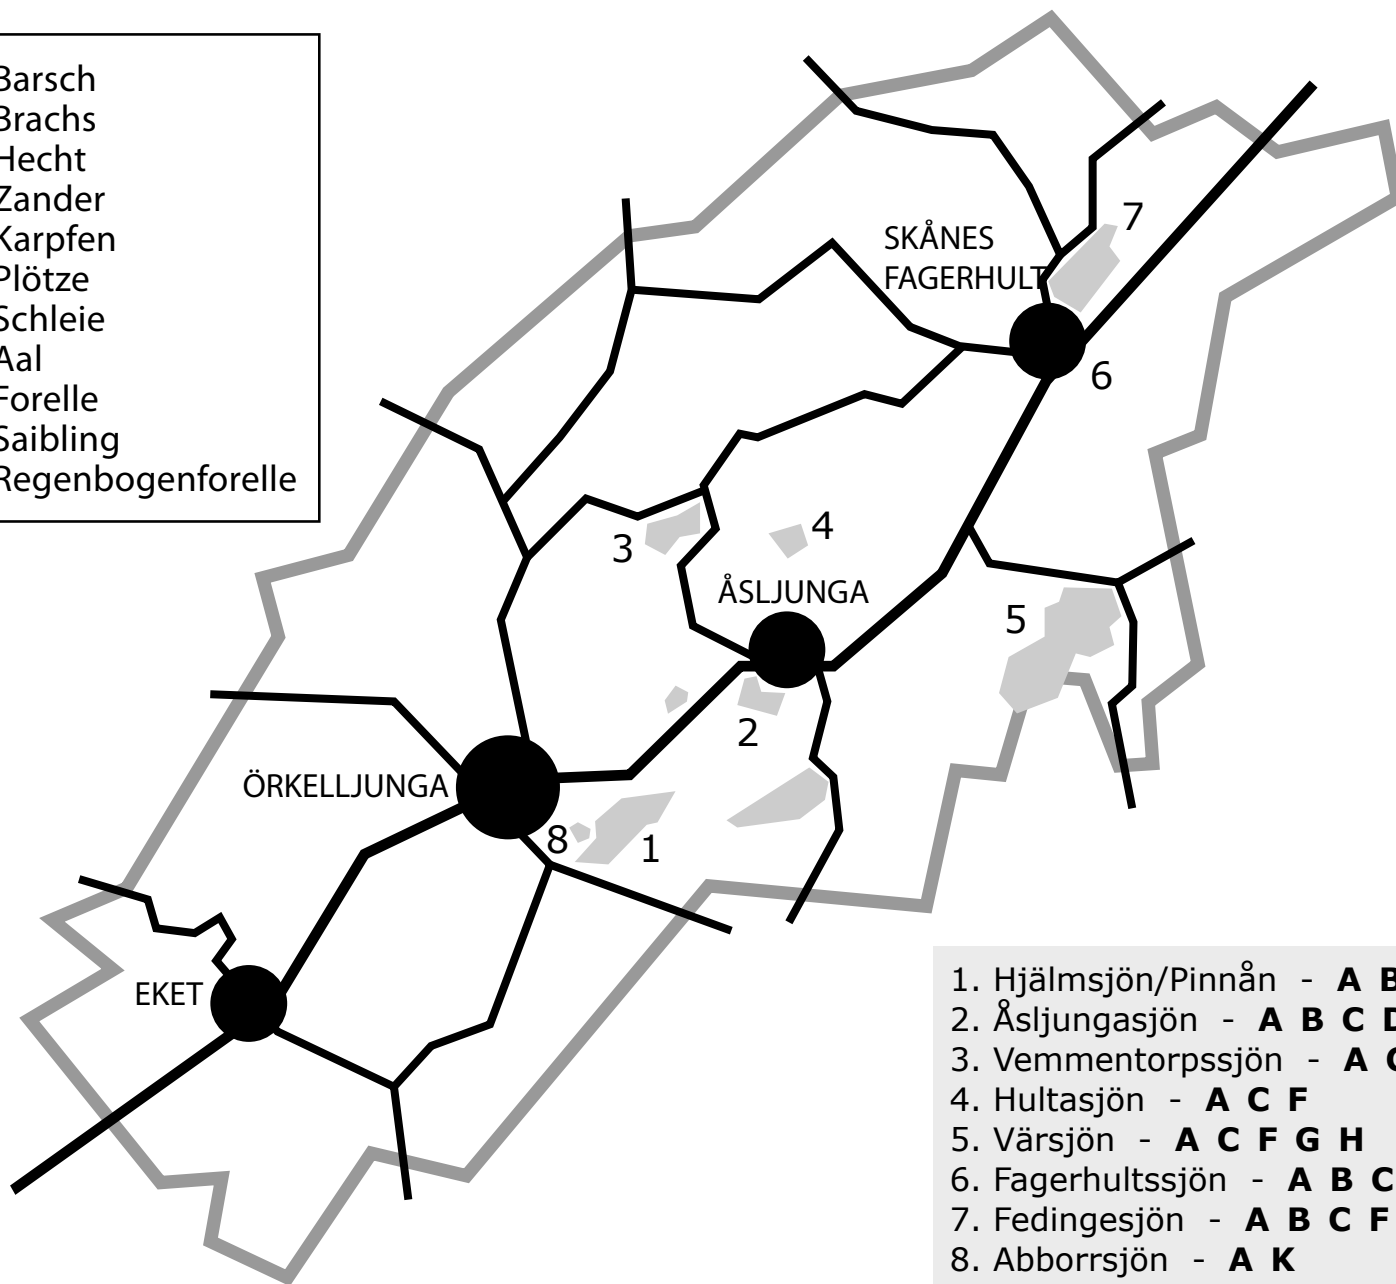 Barsch
Brachs
Hecht
Zander
Karpfen
Plötze
Schleie
Aal
Forelle
Saibling
Regenbogenforelle
7
SKÅNES
FAGERHULT
6
3
4
ÅSLJUNGA
5
2
ÖRKELLJUNGA
8
1
EKET
1. Hjälmsjön/Pinnån - A B
2. Åsljungasjön - A B C D
3. Vemmentorpssjön - A
4. Hultasjön - A C F
5. Värsjön - A C F G H
6. Fagerhultssjön - A B C
7. Fedingesjön - A B C F
8. Abborrsjön - A K